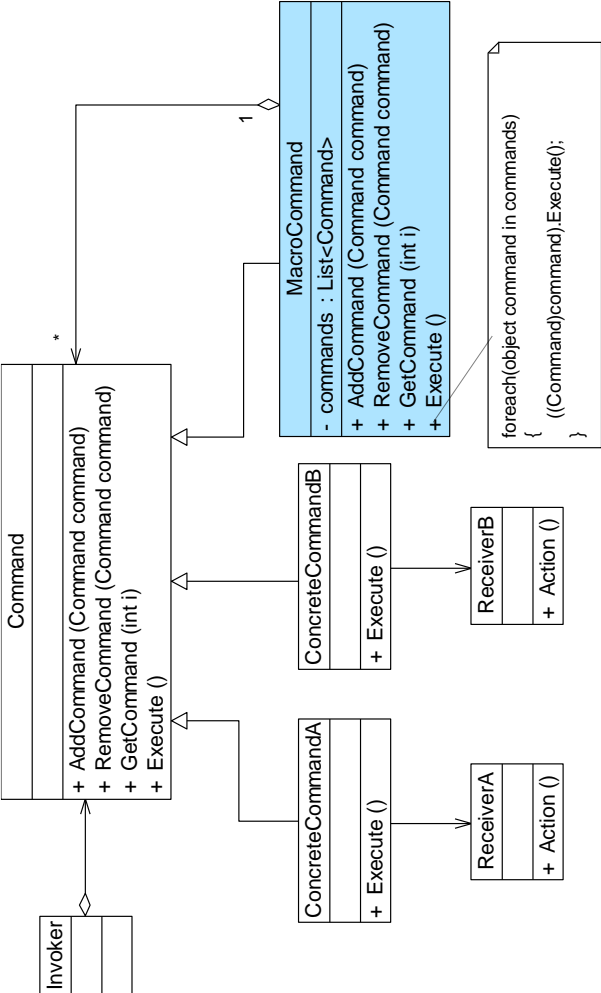 Invoker
Command
+ AddCommand (Command command)
+ RemoveCommand (Command command)
+ GetCommand (int i)
+ Execute ()
*
1
ConcreteCommandA
+ Execute ()
ConcreteCommandB
+ Execute ()
MacroCommand
- commands : List<Command>
+ AddCommand (Command command)
+ RemoveCommand (Command command)
+ GetCommand (int i)
+ Execute ()
ReceiverA
+ Action ()
ReceiverB
+ Action ()
foreach(object command in commands)
{
((Command)command).Execute();
}